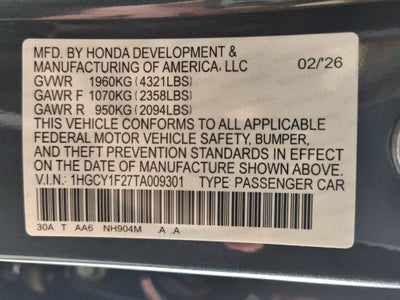 MFD. BY HONDA DEVELOPMENT &
MANUFACTURING OF AMERICA, LLC 02/'26
GVWR 1960KG (4321LBS)
GAWR F 1070KG (2358LBS)
GAWR R 950KG (2094LBS)
THIS VEHICLE CONFORMS TO ALL APPLICABLE
FEDERAL MOTOR VEHICLE SAFETY, BUMPER,
AND THEFT PREVENTION STANDARDS IN EFFECT
ON THE DATE OF MANUFACTURE SHOWN ABOVE.
V.I.N.: 1HGCY1F27TA009301 TYPE: PASSENGER CAR
30A T AA6 NH904M .A .A